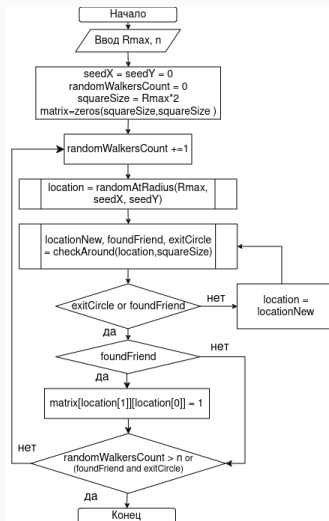 Начало
Ввод Rmax, n
seedX = seedY = 0
randomWalkersCount = 0
squareSize = Rmax*2
matrix=zeros(squareSize,squareSize )
randomWalkersCount +=1
location = randomAtRadius(Rmax,
seedX, seedY)
locationNew, foundFriend, exitCircle
= checkAround(location,squareSize)
exitCircle or foundFriend
нет
location =
locationNew
да
foundFriend
нет
да
matrix[location[1]][location[0]] = 1
нет
randomWalkersCount > n or
(foundFriend and exitCircle)
да
Конец